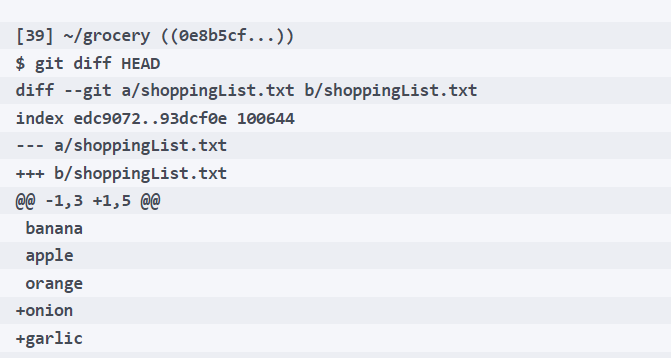 [39] ~/grocery ((0e8b5cf...))
$ git diff HEAD
diff --git a/shoppingList.txt b/shoppingList.txt
index edc9072..93dcf0e 100644
--- a/shoppingList.txt
+++ b/shoppingList.txt
@@ -1,3 +1,5 @@
 banana
 apple
 orange
+onion
+garlic